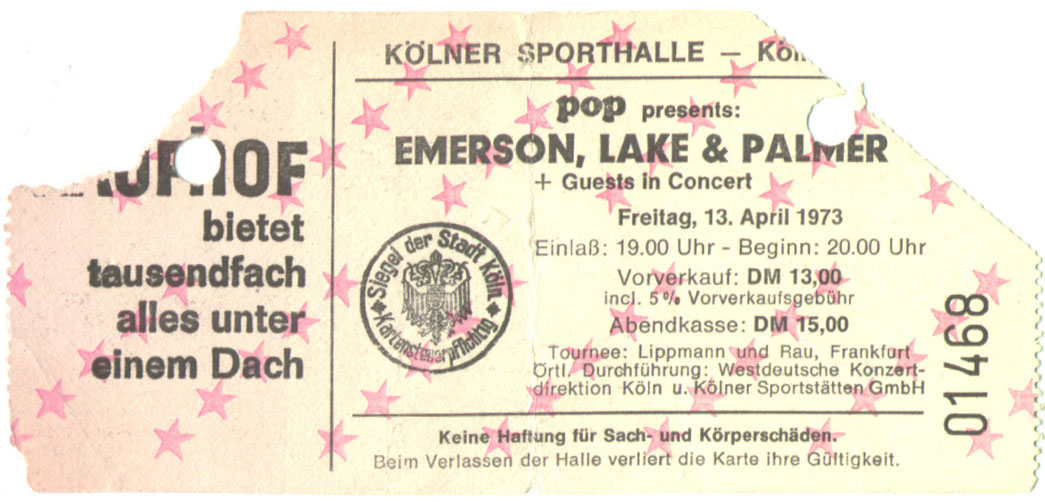 KÖLNER SPORTHALLE –
pop presents:
EMERSON, LAKE & PALMER
+ Guests in Concert
Freitag, 13. April 1973
Einlaß: 19.00 Uhr - Beginn: 20.00 Uhr
Vorverkauf: DM 13,00
incl. 5% Vorverkaufsgebühr
Abendkasse: DM 15,00
Tournee: Lippmann und Rau, Frankfurt
Örtl. Durchführung: Westdeutsche Konzert-
direktion Köln u. Kölner Sportstätten GmbH
Keine Haftung für Sach- und Körperschäden.
Beim Verlassen der Halle verliert die Karte ihre Gültigkeit.
bietet
tausendfach
alles unter
einem Dach
Siegel der Stadt Köln
Kartensteuerpflichtig
01468